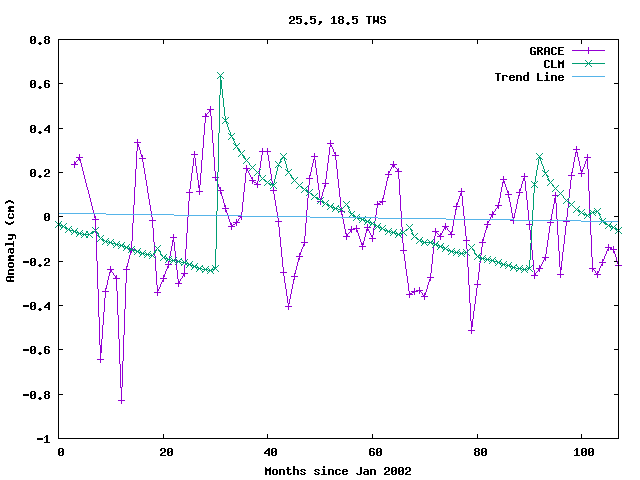 25.5, 18.5 TWS
GRACE
CLM
Trend Line
0.8
0.6
0.4
0.2
0
-0.2
-0.4
-0.6
-0.8
-1
Anomaly (cm)
0 20 40 60 80 100
Months since Jan 2002